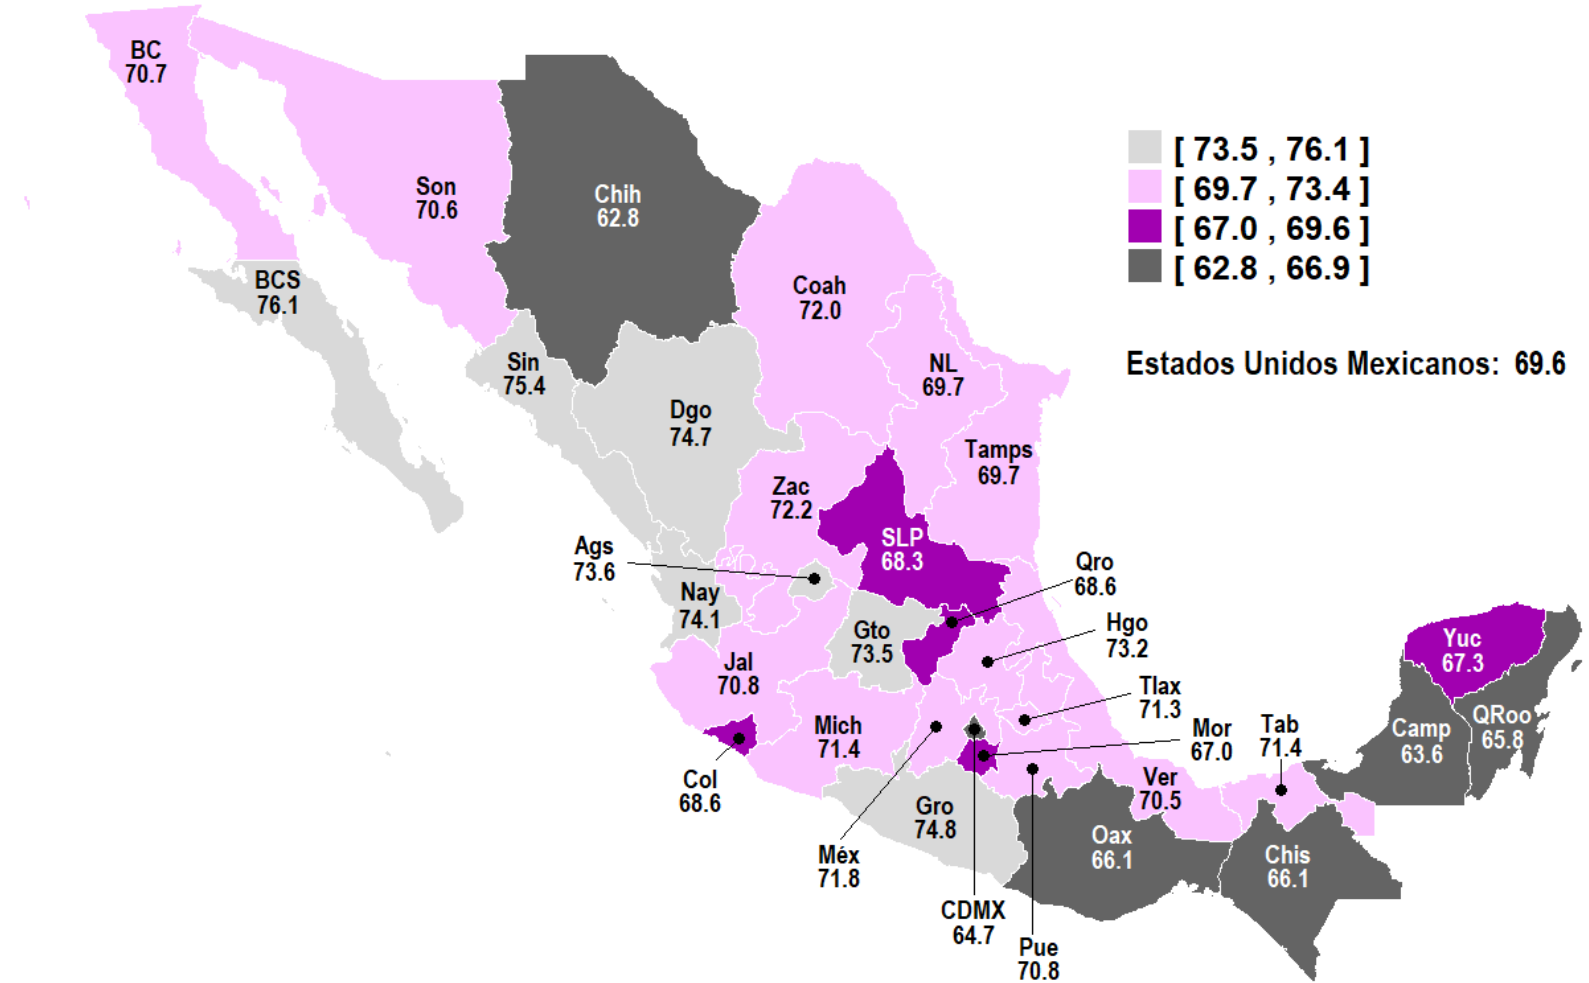 BC
70.7
Son
70.6
Chih
62.8
[ 73.5 , 76.1 ]
[ 69.7 , 73.4 ]
[ 67.0 , 69.6 ]
[ 62.8 , 66.9 ]
BCS
76.1
Coah
72.0
Estados Unidos Mexicanos: 69.6
Sin
75.4
NL
69.7
Dgo
74.7
Tamps
69.7
Zac
72.2
SLP
68.3
Ags
73.6
Qro
68.6
Nay
74.1
Gto
73.5
Hgo
73.2
Yuc
67.3
Jal
70.8
Tlax
71.3
Mich
71.4
Mor
67.0
Tab
71.4
Camp
63.6
QRoo
65.8
Col
68.6
Ver
70.5
Gro
74.8
Oax
66.1
Méx
71.8
Chis
66.1
CDMX
64.7
Pue
70.8